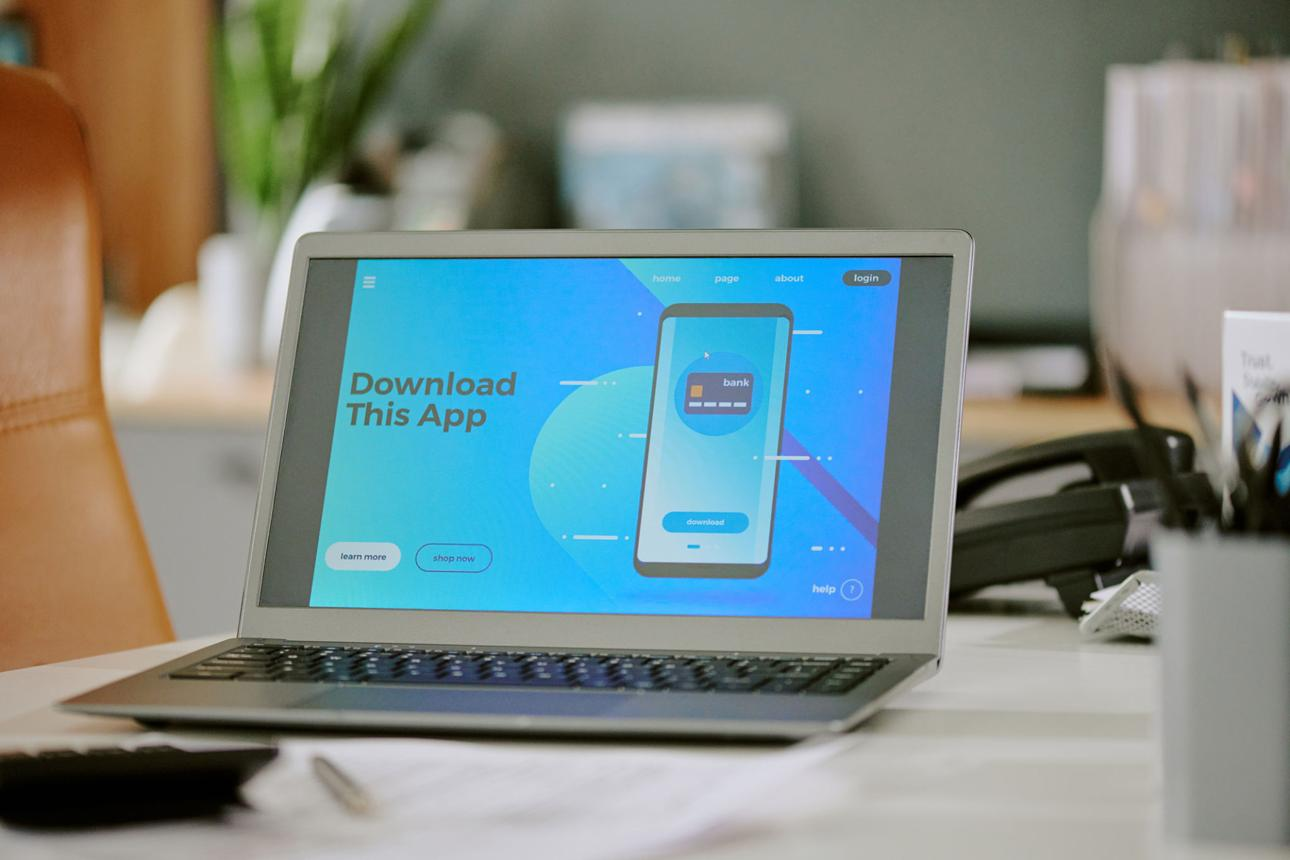 home page about login
Download
This App
bank
download
learn more shop now
help ?